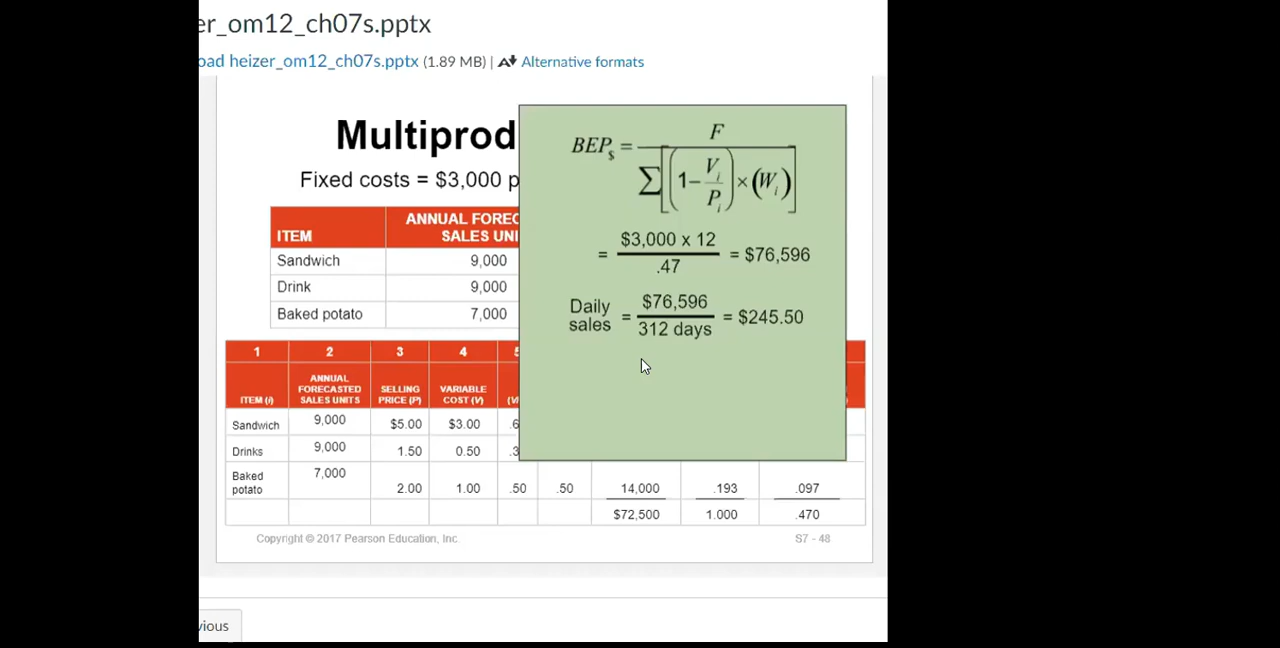 er_om12_ch07s.pptx
oad heizer_om12_ch07s.pptx (1.89 MB) | Alternative formats
Multiprod
Fixed costs = $3,000 p
BEP$ = F / Σ[(1 − Vi/Pi) × (Wi)]
= $3,000 x 12 / .47 = $76,596
Daily sales = $76,596 / 312 days = $245.50
ITEM ANNUAL FOREC
SALES UNI
Sandwich 9,000
Drink 9,000
Baked potato 7,000
1 2 3 4 5
ITEM (i) ANNUAL FORECASTED SALES UNITS SELLING PRICE (P) VARIABLE COST (V) (V/
Sandwich 9,000 $5.00 $3.00 .6
Drinks 9,000 1.50 0.50 .3
Baked potato 7,000 2.00 1.00 .50 .50 14,000 .193 .097
$72,500 1.000 .470
Copyright © 2017 Pearson Education, Inc. S7 - 48
vious